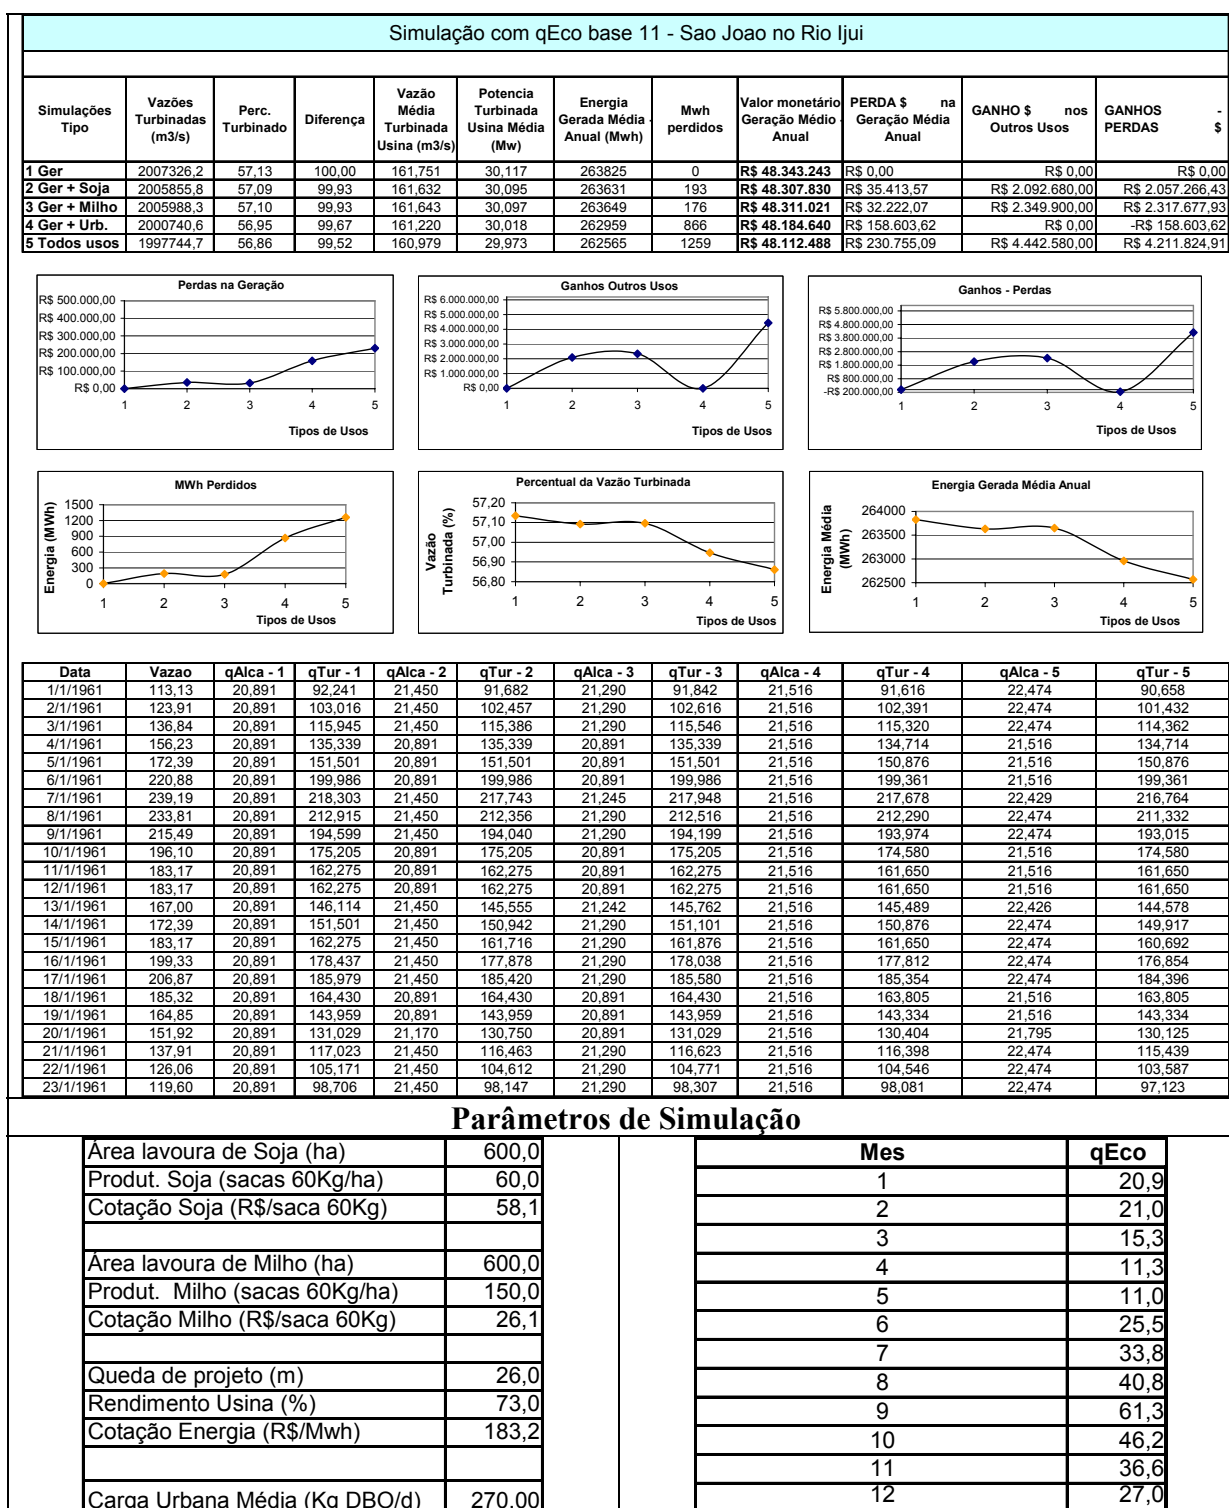 Simulação com qEco base 11 - Sao Joao no Rio Ijui
Simulações Tipo | Vazões Turbinadas (m3/s) | Perc. Turbinado | Diferença | Vazão Média Turbinada Usina (m3/s) | Potencia Turbinada Usina Média (Mw) | Energia Gerada Média - Anual (Mwh) | Mwh perdidos | Valor monetário Geração Médio - Anual | PERDA $ na Geração Média Anual | GANHO $ nos Outros Usos | GANHOS - PERDAS $
1 Ger | 2007326,2 | 57,13 | 100,00 | 161,751 | 30,117 | 263825 | 0 | R$ 48.343.243 | R$ 0,00 | R$ 0,00 | R$ 0,00
2 Ger + Soja | 2005855,8 | 57,09 | 99,93 | 161,632 | 30,095 | 263631 | 193 | R$ 48.307.830 | R$ 35.413,57 | R$ 2.092.680,00 | R$ 2.057.266,43
3 Ger + Milho | 2005988,3 | 57,10 | 99,93 | 161,643 | 30,097 | 263649 | 176 | R$ 48.311.021 | R$ 32.222,07 | R$ 2.349.900,00 | R$ 2.317.677,93
4 Ger + Urb. | 2000740,6 | 56,95 | 99,67 | 161,220 | 30,018 | 262959 | 866 | R$ 48.184.640 | R$ 158.603,62 | R$ 0,00 | -R$ 158.603,62
5 Todos usos | 1997744,7 | 56,86 | 99,52 | 160,979 | 29,973 | 262565 | 1259 | R$ 48.112.488 | R$ 230.755,09 | R$ 4.442.580,00 | R$ 4.211.824,91
Perdas na Geração
R$ 500.000,00
R$ 400.000,00
R$ 300.000,00
R$ 200.000,00
R$ 100.000,00
R$ 0,00
1 2 3 4 5
Tipos de Usos
Ganhos Outros Usos
R$ 6.000.000,00
R$ 5.000.000,00
R$ 4.000.000,00
R$ 3.000.000,00
R$ 2.000.000,00
R$ 1.000.000,00
R$ 0,00
1 2 3 4 5
Tipos de Usos
Ganhos - Perdas
R$ 5.800.000,00
R$ 4.800.000,00
R$ 3.800.000,00
R$ 2.800.000,00
R$ 1.800.000,00
R$ 800.000,00
-R$ 200.000,00
1 2 3 4 5
Tipos de Usos
MWh Perdidos
Energia (MWh)
1500
1200
900
600
300
0
1 2 3 4 5
Tipos de Usos
Percentual da Vazão Turbinada
Vazão Turbinada (%)
57,20
57,10
57,00
56,90
56,80
1 2 3 4 5
Tipos de Usos
Energia Gerada Média Anual
Energia Média (MWh)
264000
263500
263000
262500
1 2 3 4 5
Tipos de Usos
Data | Vazao | qAlca - 1 | qTur - 1 | qAlca - 2 | qTur - 2 | qAlca - 3 | qTur - 3 | qAlca - 4 | qTur - 4 | qAlca - 5 | qTur - 5
1/1/1961 | 113,13 | 20,891 | 92,241 | 21,450 | 91,682 | 21,290 | 91,842 | 21,516 | 91,616 | 22,474 | 90,658
2/1/1961 | 123,91 | 20,891 | 103,016 | 21,450 | 102,457 | 21,290 | 102,616 | 21,516 | 102,391 | 22,474 | 101,432
3/1/1961 | 136,84 | 20,891 | 115,945 | 21,450 | 115,386 | 21,290 | 115,546 | 21,516 | 115,320 | 22,474 | 114,362
4/1/1961 | 156,23 | 20,891 | 135,339 | 20,891 | 135,339 | 20,891 | 135,339 | 21,516 | 134,714 | 21,516 | 134,714
5/1/1961 | 172,39 | 20,891 | 151,501 | 20,891 | 151,501 | 20,891 | 151,501 | 21,516 | 150,876 | 21,516 | 150,876
6/1/1961 | 220,88 | 20,891 | 199,986 | 20,891 | 199,986 | 20,891 | 199,986 | 21,516 | 199,361 | 21,516 | 199,361
7/1/1961 | 239,19 | 20,891 | 218,303 | 21,450 | 217,743 | 21,245 | 217,948 | 21,516 | 217,678 | 22,429 | 216,764
8/1/1961 | 233,81 | 20,891 | 212,915 | 21,450 | 212,356 | 21,290 | 212,516 | 21,516 | 212,290 | 22,474 | 211,332
9/1/1961 | 215,49 | 20,891 | 194,599 | 21,450 | 194,040 | 21,290 | 194,199 | 21,516 | 193,974 | 22,474 | 193,015
10/1/1961 | 196,10 | 20,891 | 175,205 | 20,891 | 175,205 | 20,891 | 175,205 | 21,516 | 174,580 | 21,516 | 174,580
11/1/1961 | 183,17 | 20,891 | 162,275 | 20,891 | 162,275 | 20,891 | 162,275 | 21,516 | 161,650 | 21,516 | 161,650
12/1/1961 | 183,17 | 20,891 | 162,275 | 20,891 | 162,275 | 20,891 | 162,275 | 21,516 | 161,650 | 21,516 | 161,650
13/1/1961 | 167,00 | 20,891 | 146,114 | 21,450 | 145,555 | 21,242 | 145,762 | 21,516 | 145,489 | 22,426 | 144,578
14/1/1961 | 172,39 | 20,891 | 151,501 | 21,450 | 150,942 | 21,290 | 151,101 | 21,516 | 150,876 | 22,474 | 149,917
15/1/1961 | 183,17 | 20,891 | 162,275 | 21,450 | 161,716 | 21,290 | 161,876 | 21,516 | 161,650 | 22,474 | 160,692
16/1/1961 | 199,33 | 20,891 | 178,437 | 21,450 | 177,878 | 21,290 | 178,038 | 21,516 | 177,812 | 22,474 | 176,854
17/1/1961 | 206,87 | 20,891 | 185,979 | 21,450 | 185,420 | 21,290 | 185,580 | 21,516 | 185,354 | 22,474 | 184,396
18/1/1961 | 185,32 | 20,891 | 164,430 | 20,891 | 164,430 | 20,891 | 164,430 | 21,516 | 163,805 | 21,516 | 163,805
19/1/1961 | 164,85 | 20,891 | 143,959 | 20,891 | 143,959 | 20,891 | 143,959 | 21,516 | 143,334 | 21,516 | 143,334
20/1/1961 | 151,92 | 20,891 | 131,029 | 21,170 | 130,750 | 20,891 | 131,029 | 21,516 | 130,404 | 21,795 | 130,125
21/1/1961 | 137,91 | 20,891 | 117,023 | 21,450 | 116,463 | 21,290 | 116,623 | 21,516 | 116,398 | 22,474 | 115,439
22/1/1961 | 126,06 | 20,891 | 105,171 | 21,450 | 104,612 | 21,290 | 104,771 | 21,516 | 104,546 | 22,474 | 103,587
23/1/1961 | 119,60 | 20,891 | 98,706 | 21,450 | 98,147 | 21,290 | 98,307 | 21,516 | 98,081 | 22,474 | 97,123
Parâmetros de Simulação
Área lavoura de Soja (ha) | 600,0
Produt. Soja (sacas 60Kg/ha) | 60,0
Cotação Soja (R$/saca 60Kg) | 58,1
Área lavoura de Milho (ha) | 600,0
Produt. Milho (sacas 60Kg/ha) | 150,0
Cotação Milho (R$/saca 60Kg) | 26,1
Queda de projeto (m) | 26,0
Rendimento Usina (%) | 73,0
Cotação Energia (R$/Mwh) | 183,2
Carga Urbana Média (Kg DBO/d) | 270,00
Mes | qEco
1 | 20,9
2 | 21,0
3 | 15,3
4 | 11,3
5 | 11,0
6 | 25,5
7 | 33,8
8 | 40,8
9 | 61,3
10 | 46,2
11 | 36,6
12 | 27,0